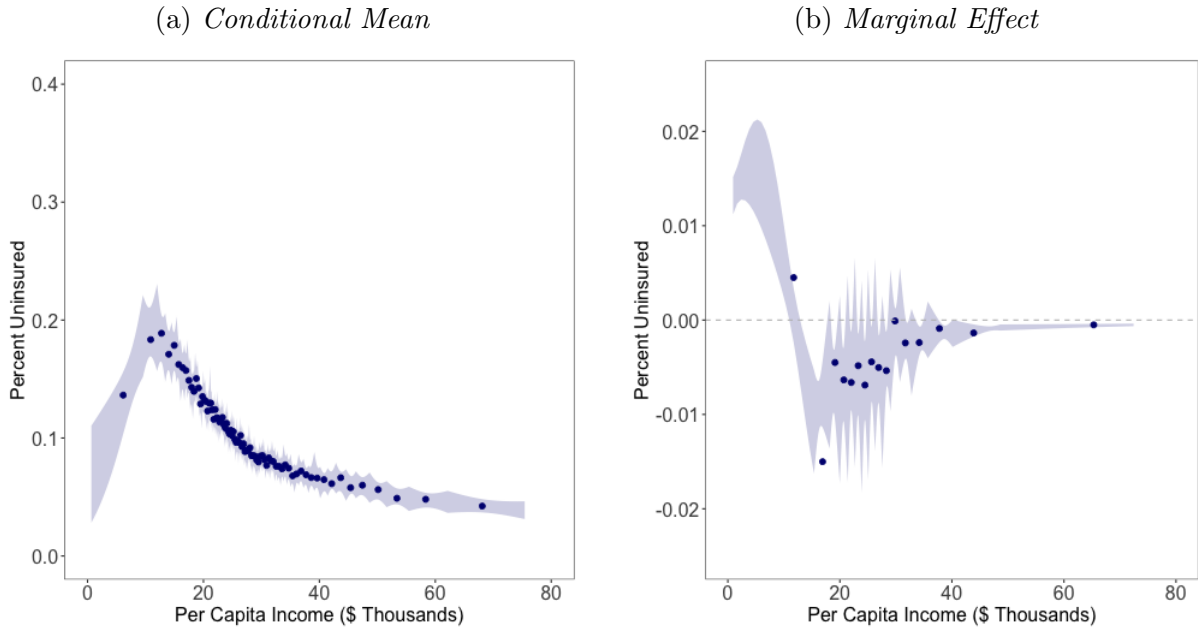 (a) Conditional Mean
0.4
0.3
0.2
0.1
0.0
Percent Uninsured
0 20 40 60 80
Per Capita Income ($ Thousands)
(b) Marginal Effect
0.02
0.01
0.00
-0.01
-0.02
Percent Uninsured
0 20 40 60 80
Per Capita Income ($ Thousands)